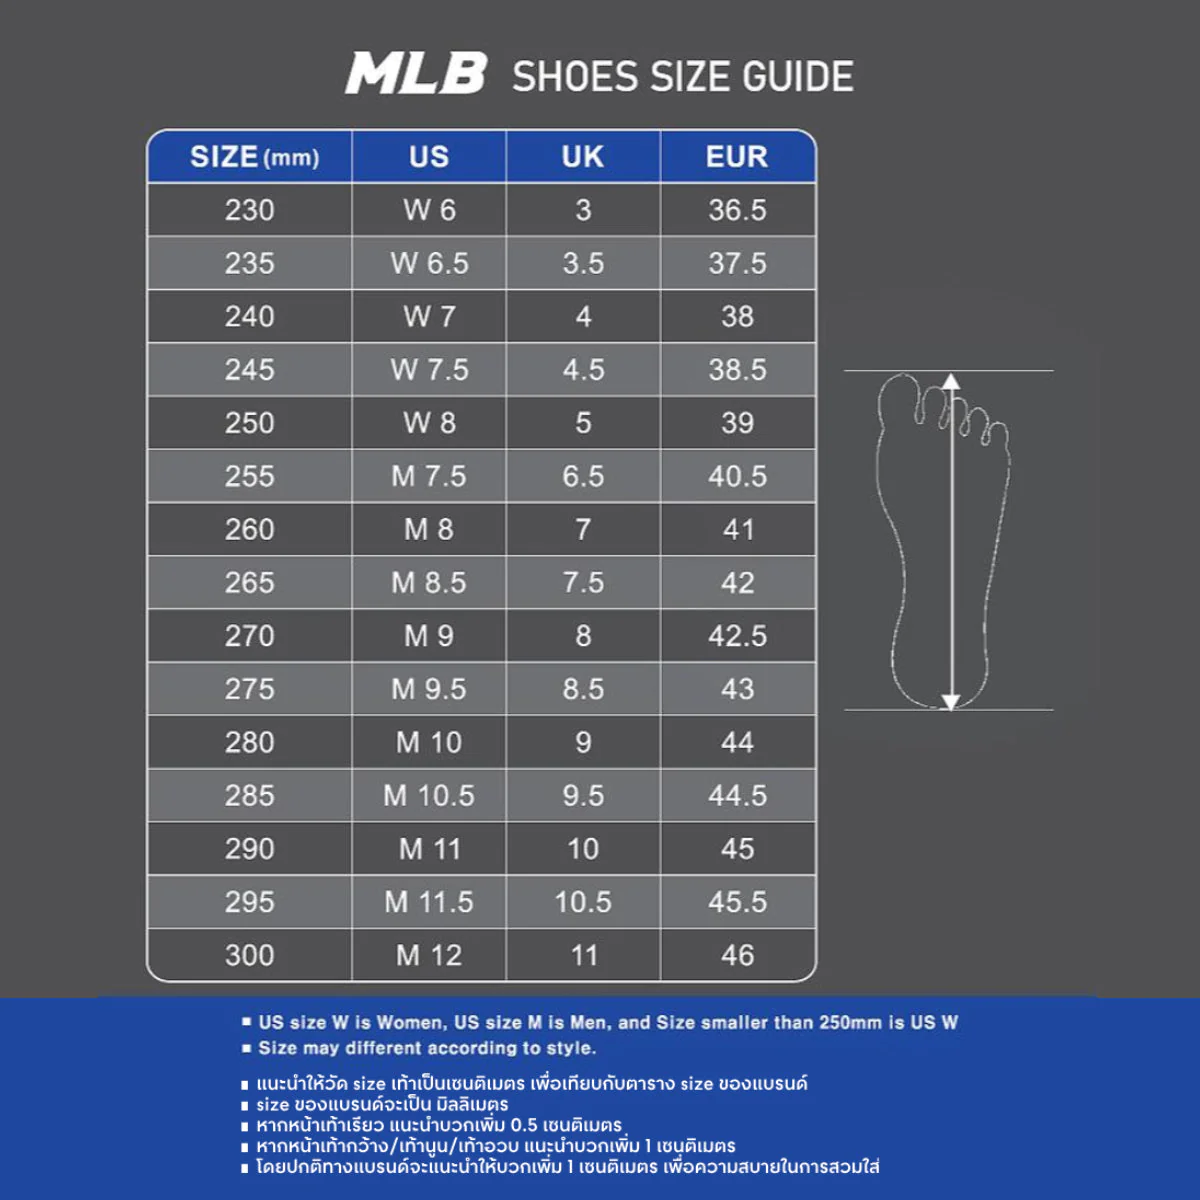 MLB SHOES SIZE GUIDE
SIZE (mm) US UK EUR
230 W 6 3 36.5
235 W 6.5 3.5 37.5
240 W 7 4 38
245 W 7.5 4.5 38.5
250 W 8 5 39
255 M 7.5 6.5 40.5
260 M 8 7 41
265 M 8.5 7.5 42
270 M 9 8 42.5
275 M 9.5 8.5 43
280 M 10 9 44
285 M 10.5 9.5 44.5
290 M 11 10 45
295 M 11.5 10.5 45.5
300 M 12 11 46
▪ US size W is Women, US size M is Men, and Size smaller than 250mm is US W
▪ Size may different according to style.
▪ แนะนำให้วัด size เท้าเป็นเซนติเมตร เพื่อเทียบกับตาราง size ของแบรนด์
▪ size ของแบรนด์จะเป็น มิลลิเมตร
▪ หากหน้าเท้าเรียว แนะนำบวกเพิ่ม 0.5 เซนติเมตร
▪ หากหน้าเท้ากว้าง/เท้านูน/เท้าอวบ แนะนำบวกเพิ่ม 1 เซนติเมตร
▪ โดยปกติทางแบรนด์จะแนะนำให้บวกเพิ่ม 1 เซนติเมตร เพื่อความสบายในการสวมใส่